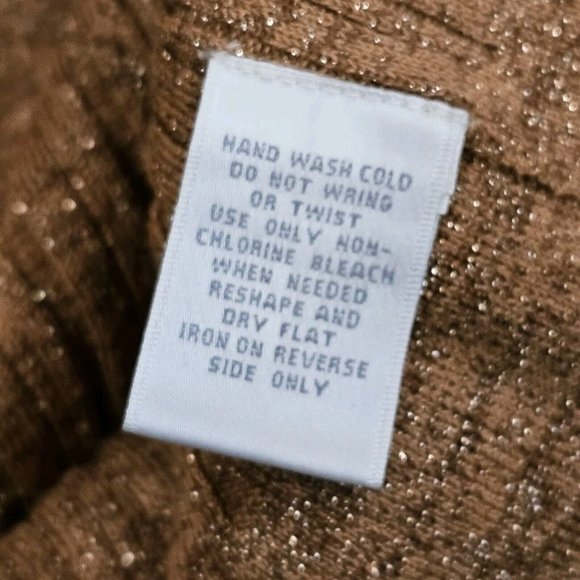 HAND WASH COLD
DO NOT WRING
OR TWIST
USE ONLY NON-
CHLORINE BLEACH
WHEN NEEDED
RESHAPE AND
DRY FLAT
IRON ON REVERSE
SIDE ONLY